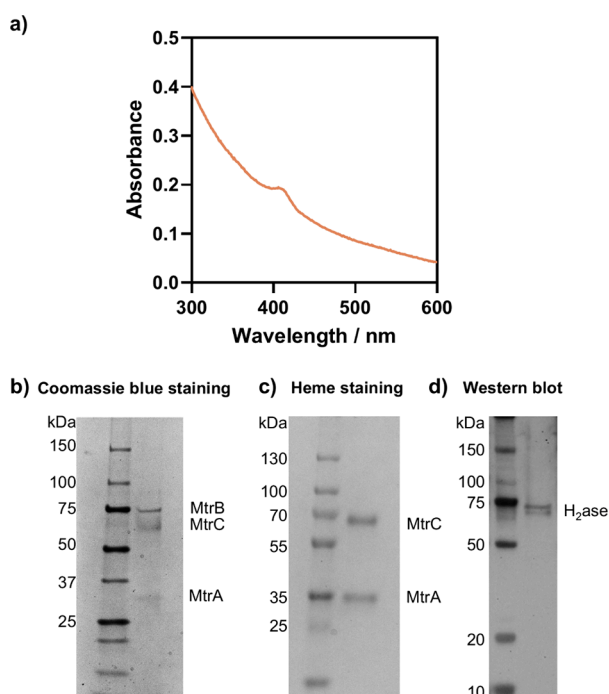 a)
0.5
0.4
0.3
0.2
0.1
0.0
Absorbance
300 400 500 600
Wavelength / nm
b) Coomassie blue staining
kDa
150
100
75
50
37
25
MtrB
MtrC
MtrA
c) Heme staining
kDa
130
100
70
55
35
25
MtrC
MtrA
d) Western blot
kDa
150
100
75
50
20
10
H₂ase